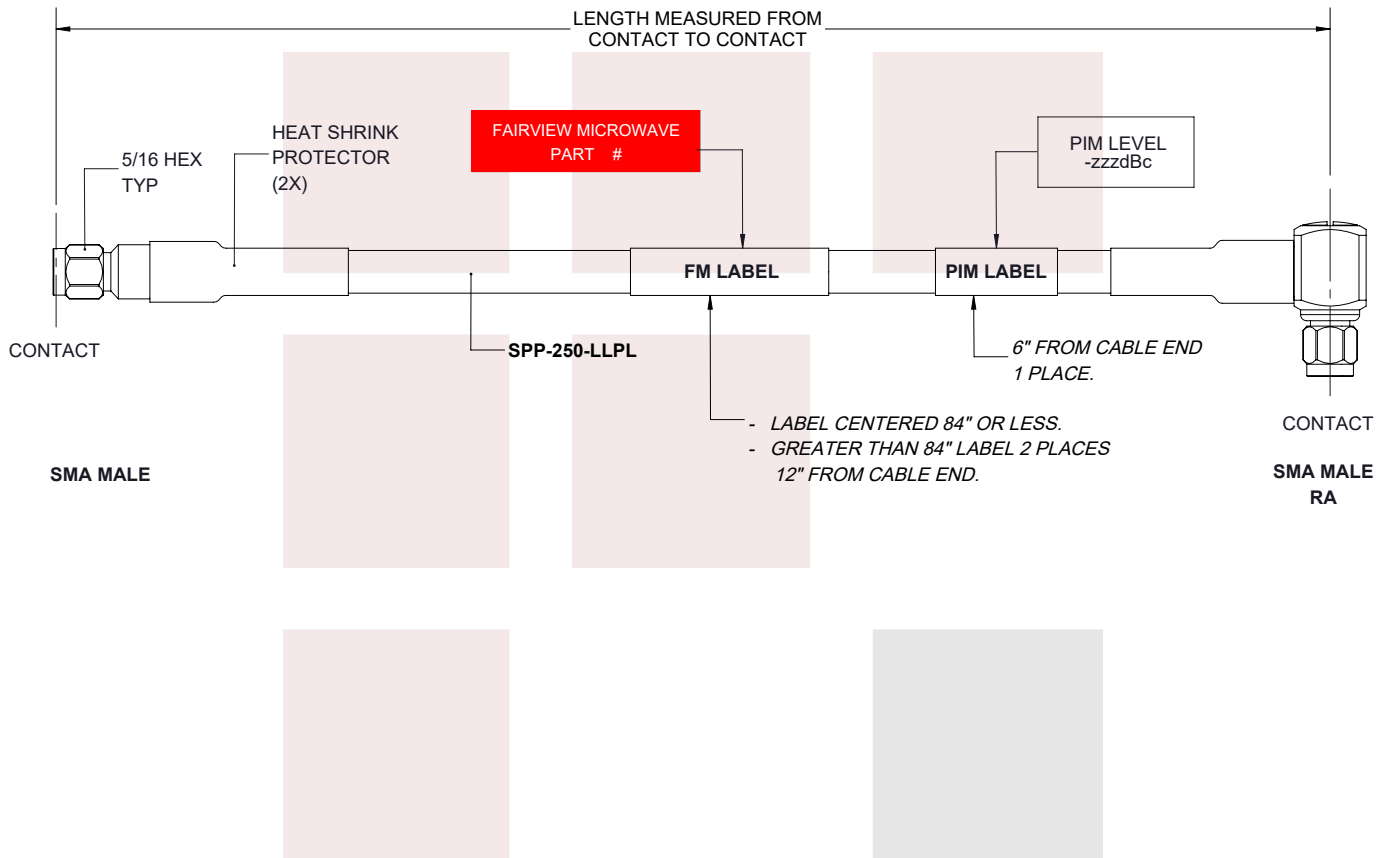 LENGTH MEASURED FROM
CONTACT TO CONTACT
FAIRVIEW MICROWAVE
PART #
HEAT SHRINK
PROTECTOR
(2X)
5/16 HEX
TYP
PIM LEVEL
-zzzdBc
FM LABEL
PIM LABEL
CONTACT
SPP-250-LLPL
6" FROM CABLE END
1 PLACE.
- LABEL CENTERED 84" OR LESS.
- GREATER THAN 84" LABEL 2 PLACES
12" FROM CABLE END.
CONTACT
SMA MALE
SMA MALE
RA